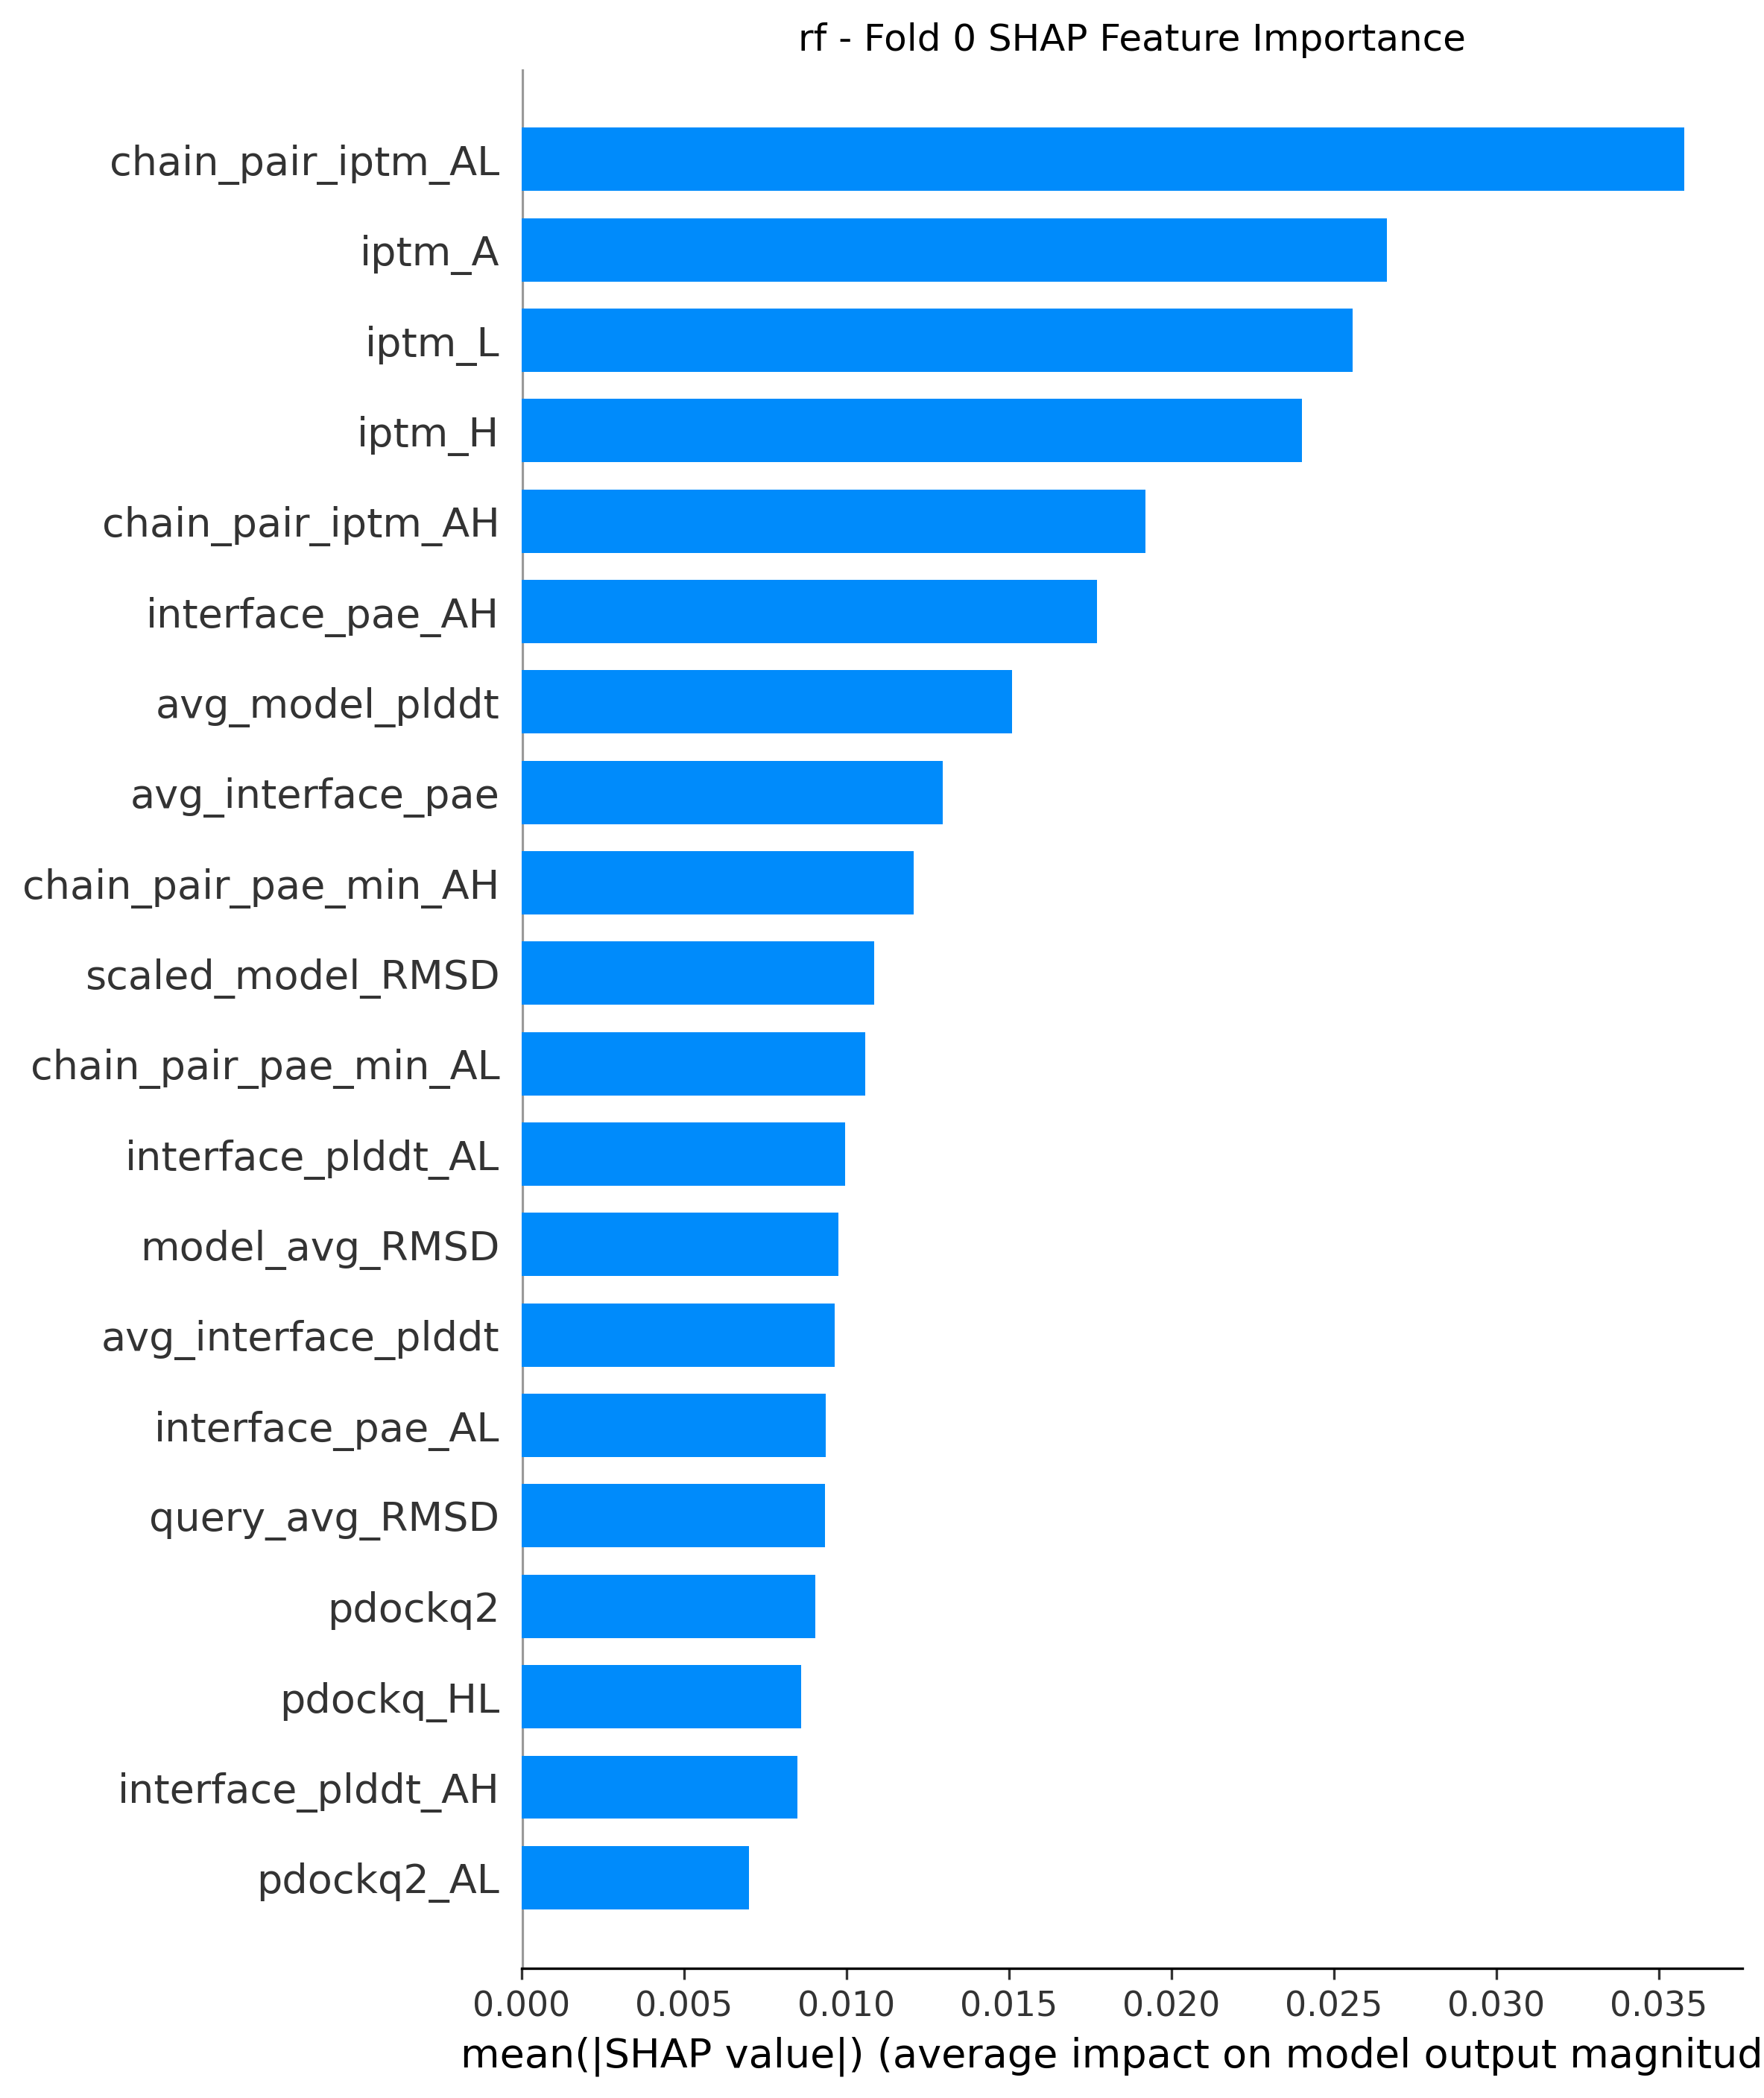 rf - Fold 0 SHAP Feature Importance
chain_pair_iptm_AL
iptm_A
iptm_L
iptm_H
chain_pair_iptm_AH
interface_pae_AH
avg_model_plddt
avg_interface_pae
chain_pair_pae_min_AH
scaled_model_RMSD
chain_pair_pae_min_AL
interface_plddt_AL
model_avg_RMSD
avg_interface_plddt
interface_pae_AL
query_avg_RMSD
pdockq2
pdockq_HL
interface_plddt_AH
pdockq2_AL
0.000 0.005 0.010 0.015 0.020 0.025 0.030 0.035
mean(|SHAP value|) (average impact on model output magnitud